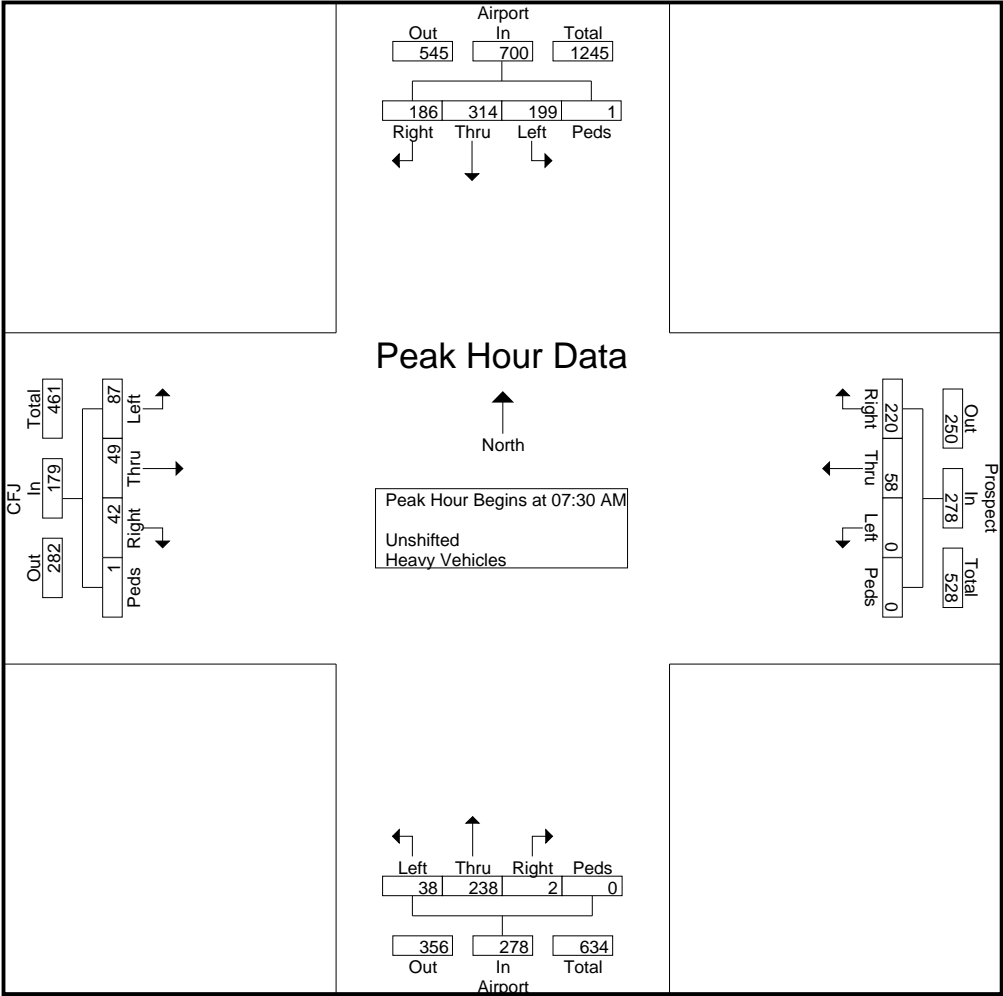 Airport
Out In Total
545 700 1245
186 314 199 1
Right Thru Left Peds
Peak Hour Data
North
Peak Hour Begins at 07:30 AM
Unshifted
Heavy Vehicles
CFJ
Total In Out
461 179 282
87 49 42 1
Left Thru Right Peds
Prospect
Out In Total
250 278 528
220 58 0 0
Right Thru Left Peds
Left Thru Right Peds
38 238 2 0
356 278 634
Out In Total
Airport